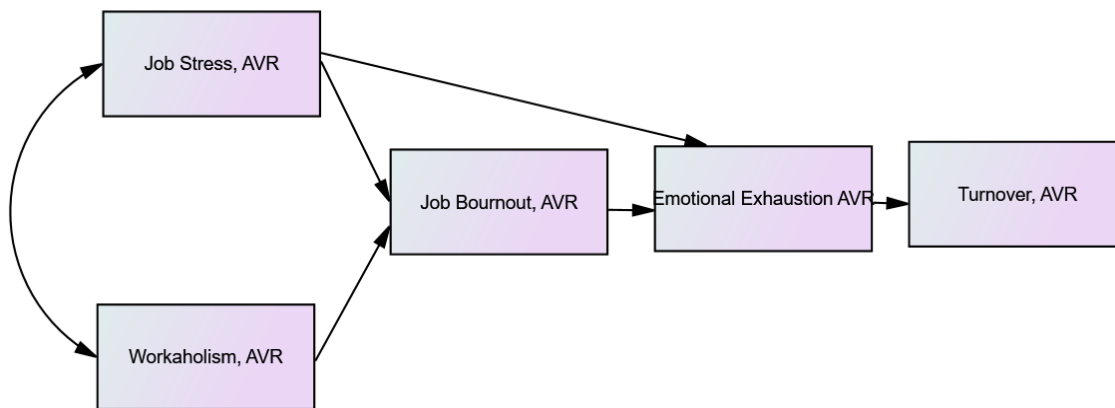 Job Stress, AVR
Job Bournout, AVR
Emotional Exhaustion AVR
Turnover, AVR
Workaholism, AVR